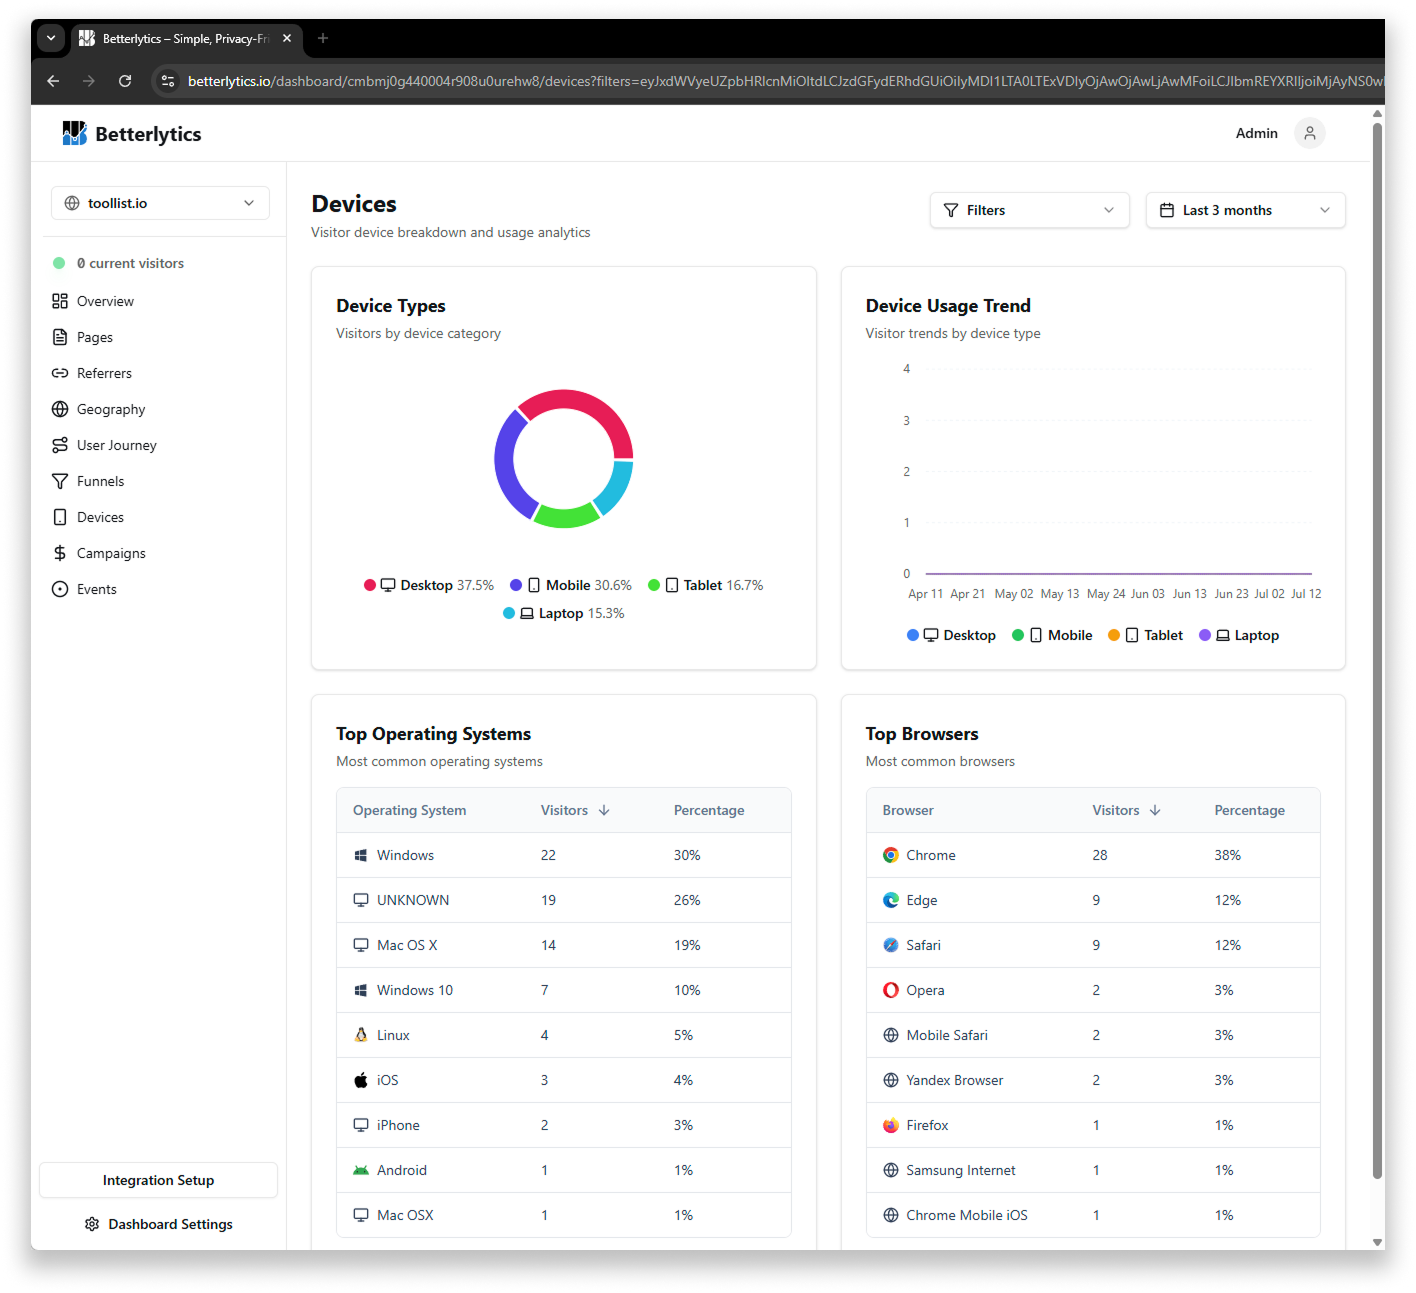 Betterlytics – Simple, Privacy-Fri
betterlytics.io/dashboard/cmbmj0g440004r908u0urehw8/devices?filters=eyJxdWVyeUZpbHRlcnMiOltdLCJzdGFydERhdGUiOiIyMDI1LTA0LTExVDIyOjAwOjAwLjAwMFoiLCJlbmREYXRlIjoiMjAyNS0w
Betterlytics
Admin
toollist.io
0 current visitors
Overview
Pages
Referrers
Geography
User Journey
Funnels
Devices
Campaigns
Events
Integration Setup
Dashboard Settings
Devices
Visitor device breakdown and usage analytics
Filters
Last 3 months
Device Types
Visitors by device category
Desktop 37.5% Mobile 30.6% Tablet 16.7%
Laptop 15.3%
Device Usage Trend
Visitor trends by device type
4
3
2
1
0
Apr 11 Apr 21 May 02 May 13 May 24 Jun 03 Jun 13 Jun 23 Jul 02 Jul 12
Desktop Mobile Tablet Laptop
Top Operating Systems
Most common operating systems
Operating System Visitors Percentage
Windows 22 30%
UNKNOWN 19 26%
Mac OS X 14 19%
Windows 10 7 10%
Linux 4 5%
iOS 3 4%
iPhone 2 3%
Android 1 1%
Mac OSX 1 1%
Top Browsers
Most common browsers
Browser Visitors Percentage
Chrome 28 38%
Edge 9 12%
Safari 9 12%
Opera 2 3%
Mobile Safari 2 3%
Yandex Browser 2 3%
Firefox 1 1%
Samsung Internet 1 1%
Chrome Mobile iOS 1 1%